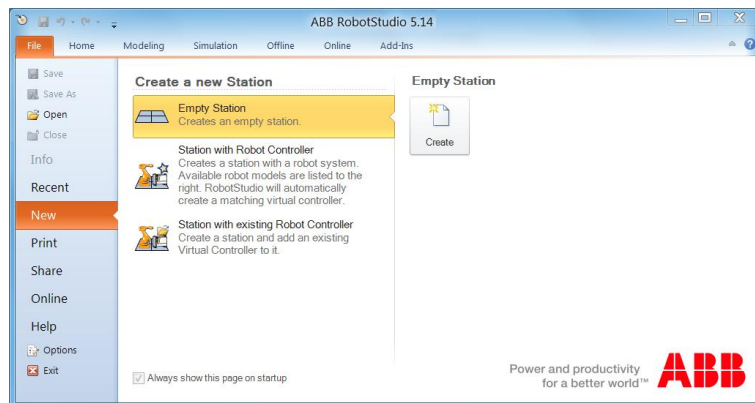 ABB RobotStudio 5.14
File Home Modeling Simulation Offline Online Add-Ins
Save
Save As
Open
Close
Info
Recent
New
Print
Share
Online
Help
Options
Exit
Create a new Station
Empty Station
Creates an empty station.
Station with Robot Controller
Creates a station with a robot system.
Available robot models are listed to the
right. RobotStudio will automatically
create a matching virtual controller.
Station with existing Robot Controller
Create a station and add an existing
Virtual Controller to it.
Always show this page on startup
Empty Station
Create
Power and productivity
for a better world™
ABB